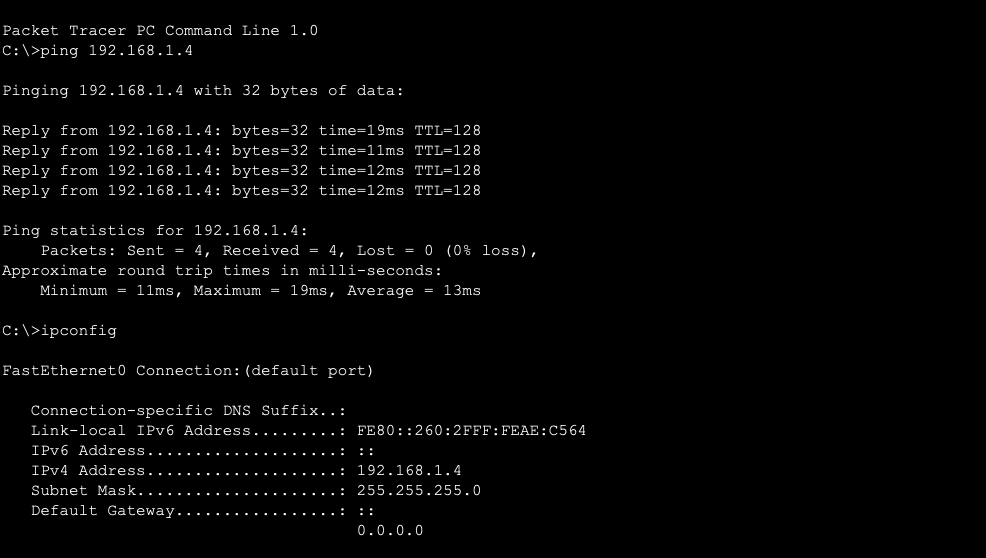 Packet Tracer PC Command Line 1.0
C:\>ping 192.168.1.4
Pinging 192.168.1.4 with 32 bytes of data:
Reply from 192.168.1.4: bytes=32 time=19ms TTL=128
Reply from 192.168.1.4: bytes=32 time=11ms TTL=128
Reply from 192.168.1.4: bytes=32 time=12ms TTL=128
Reply from 192.168.1.4: bytes=32 time=12ms TTL=128
Ping statistics for 192.168.1.4:
    Packets: Sent = 4, Received = 4, Lost = 0 (0% loss),
Approximate round trip times in milli-seconds:
    Minimum = 11ms, Maximum = 19ms, Average = 13ms
C:\>ipconfig
FastEthernet0 Connection:(default port)
   Connection-specific DNS Suffix..:
   Link-local IPv6 Address.........: FE80::260:2FFF:FEAE:C564
   IPv6 Address....................: ::
   IPv4 Address....................: 192.168.1.4
   Subnet Mask.....................: 255.255.255.0
   Default Gateway.................: ::
                                     0.0.0.0